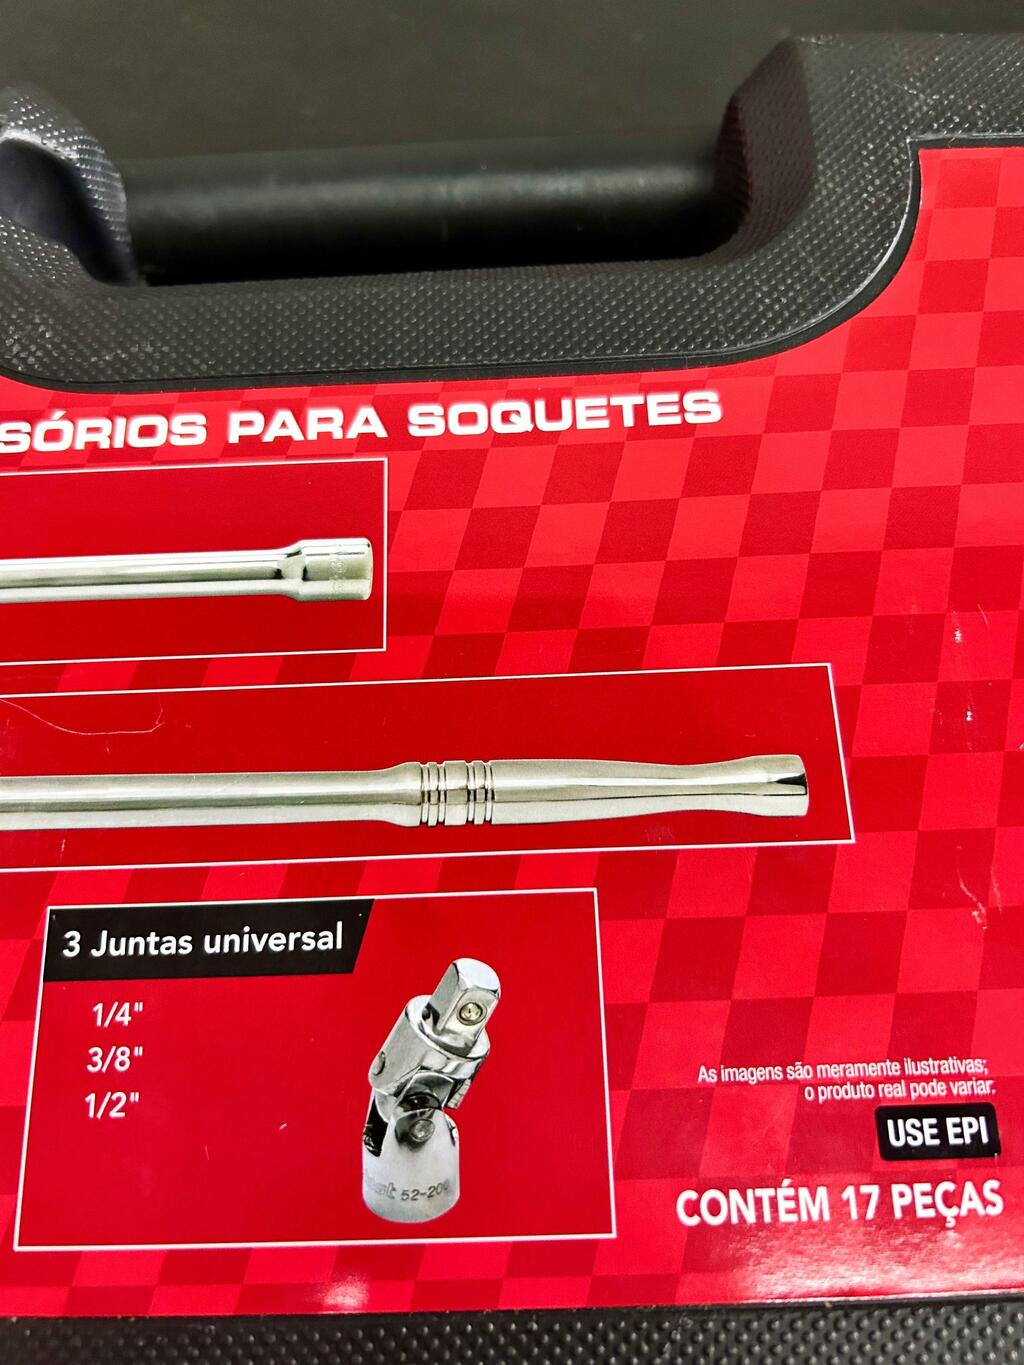 SÓRIOS PARA SOQUETES
3 Juntas universal
1/4"
3/8"
1/2"
52-200
As imagens são meramente ilustrativas;
o produto real pode variar.
USE EPI
CONTÉM 17 PEÇAS